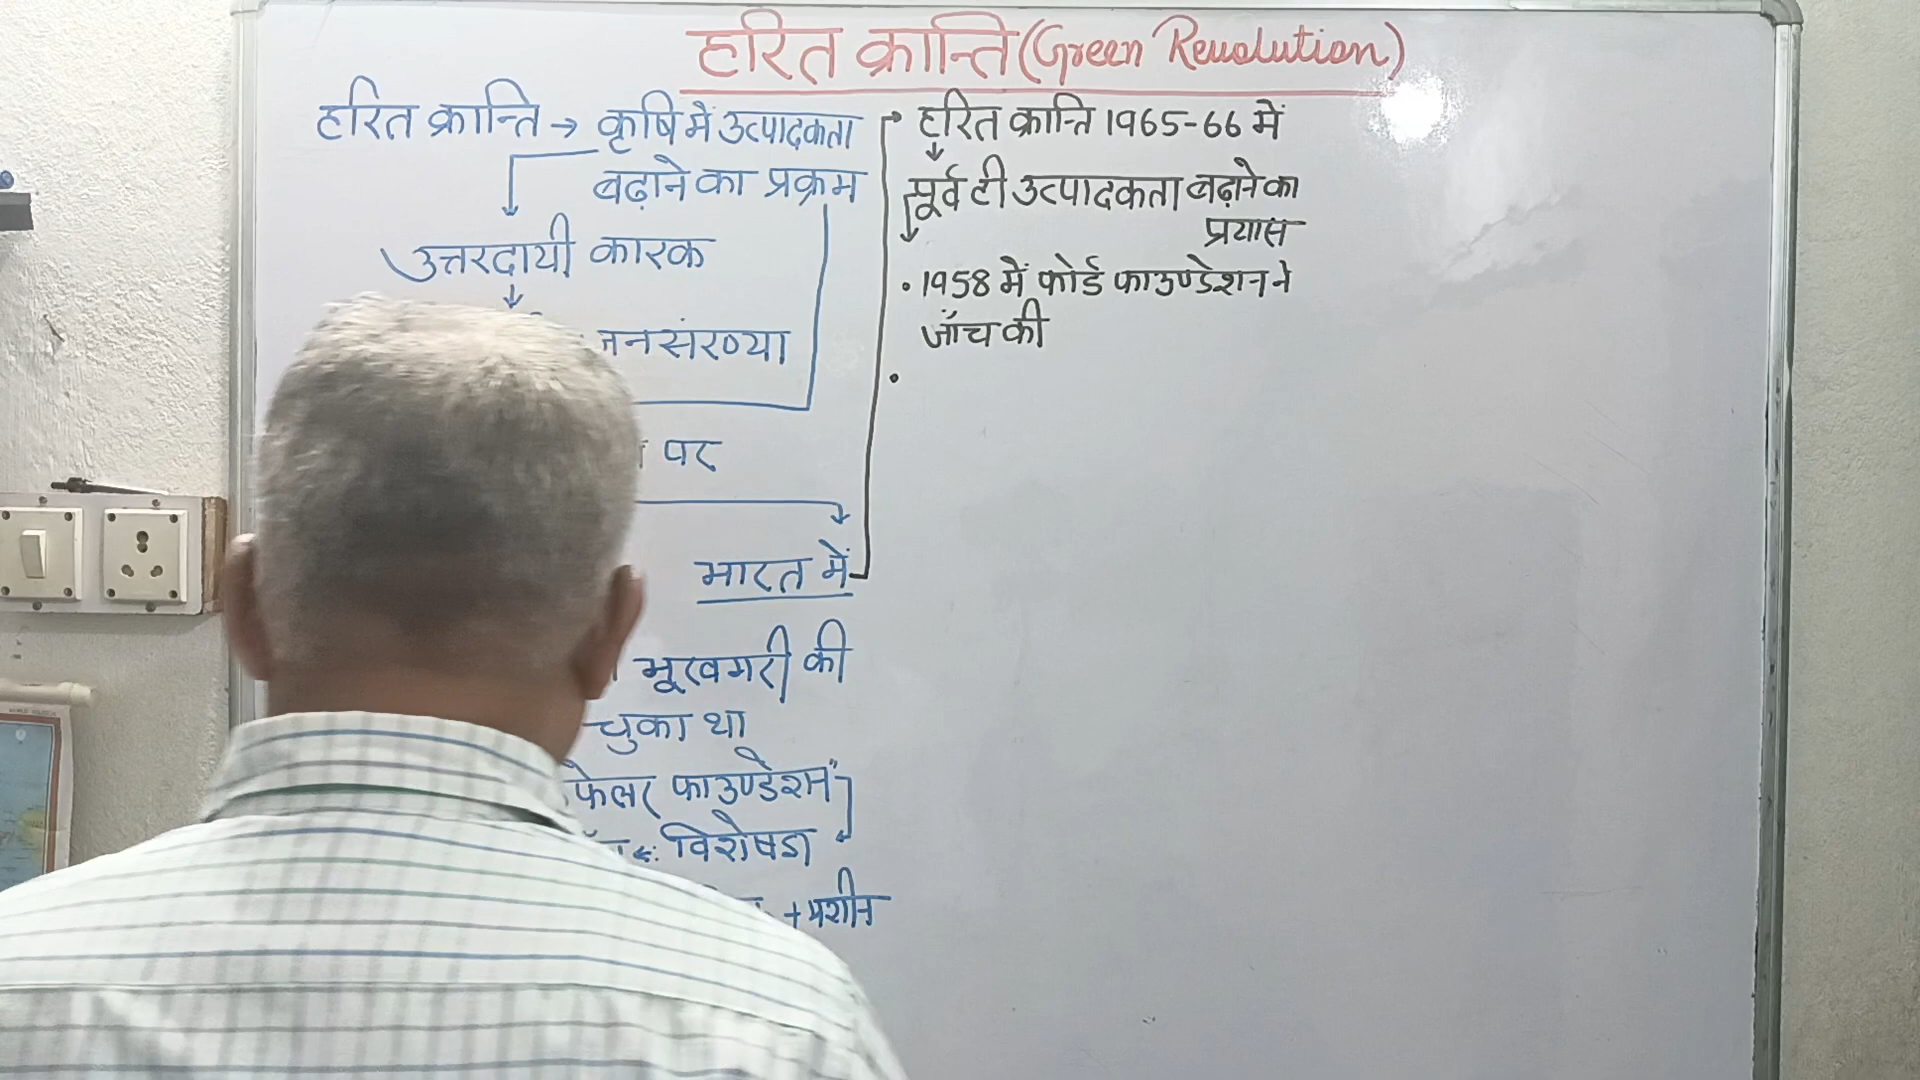 हरित क्रान्ति (Green Revolution)
हरित क्रान्ति → कृषि में उत्पादकता
बढ़ाने का प्रक्रम
उत्तरदायी कारक
जनसंख्या
पर
भारत में
भूखमरी की
चुका था
फेलर फाउण्डेशन"
विशेषज्ञ
+ मशीन
हरित क्रान्ति 1965-66 में
पूर्व ही उत्पादकता बढ़ाने का
प्रयास
• 1958 में फोर्ड फाउण्डेशन ने
जाँच की
•